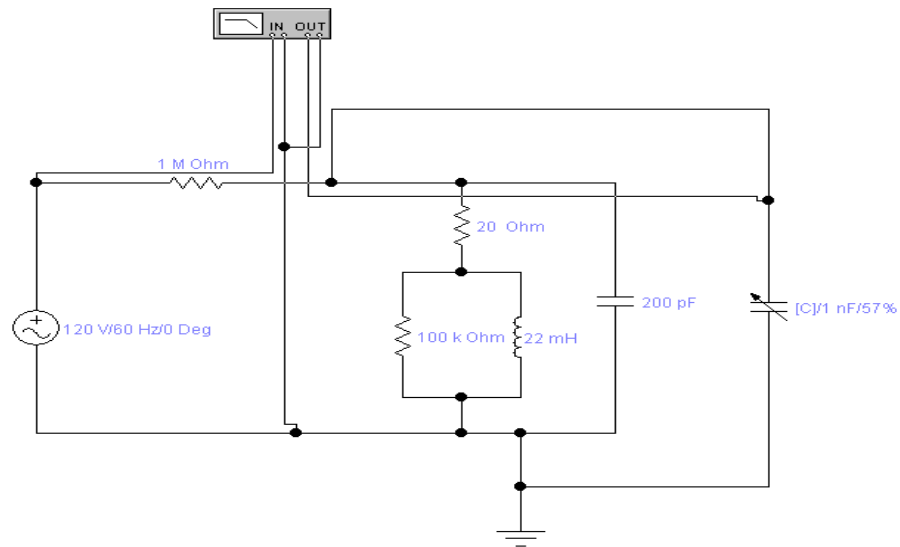 IN OUT
1 M Ohm
20 Ohm
200 pF
[C]/1 nF/57%
120 V/60 Hz/0 Deg
100 k Ohm
22 mH